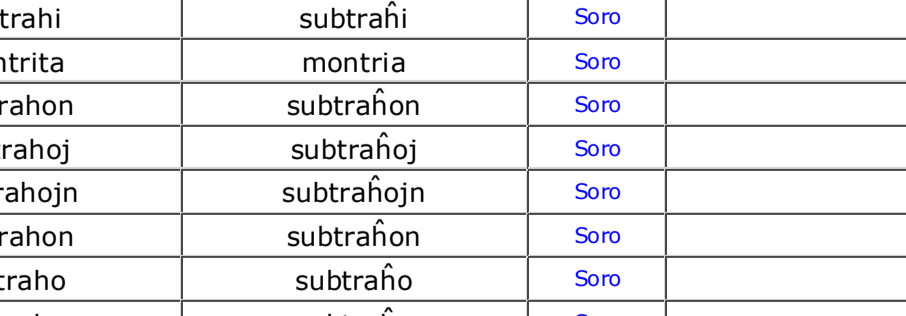 trahi subtraĥi Soro
ntrita montria Soro
rahon subtraĥon Soro
trahoj subtraĥoj Soro
rahojn subtraĥojn Soro
rahon subtraĥon Soro
traho subtraĥo Soro